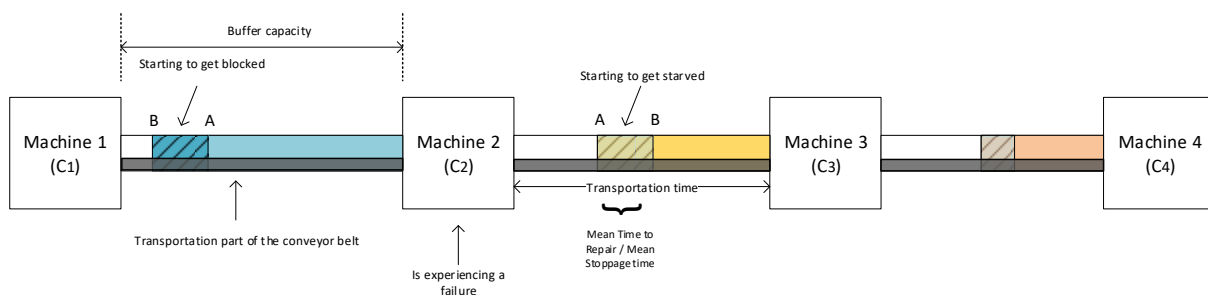 Buffer capacity
Starting to get blocked
Starting to get starved
B A
A B
Machine 1
(C1)
Machine 2
(C2)
Machine 3
(C3)
Machine 4
(C4)
Transportation time
Transportation part of the conveyor belt
Mean Time to
Repair / Mean
Stoppage time
Is experiencing a
failure